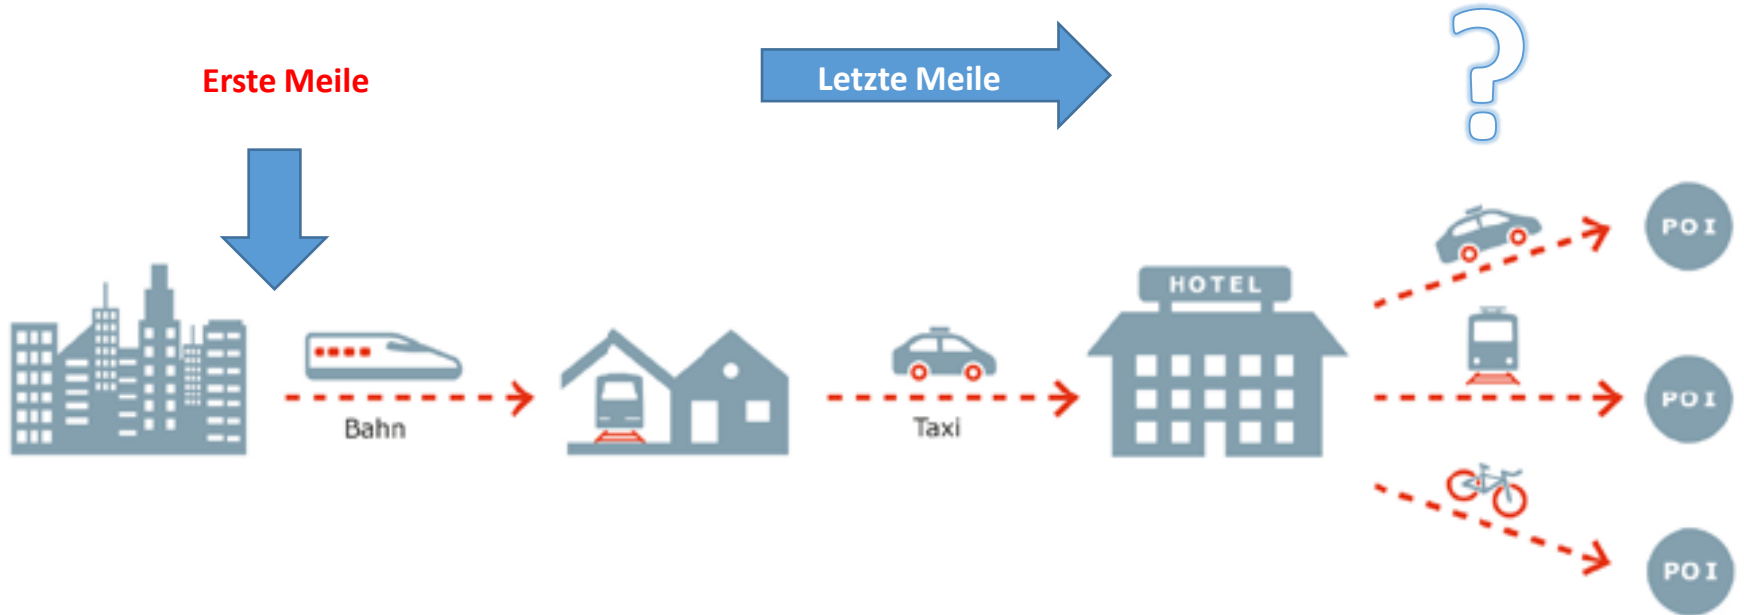 Erste Meile
Letzte Meile
?
HOTEL
Bahn
Taxi
POI
POI
POI